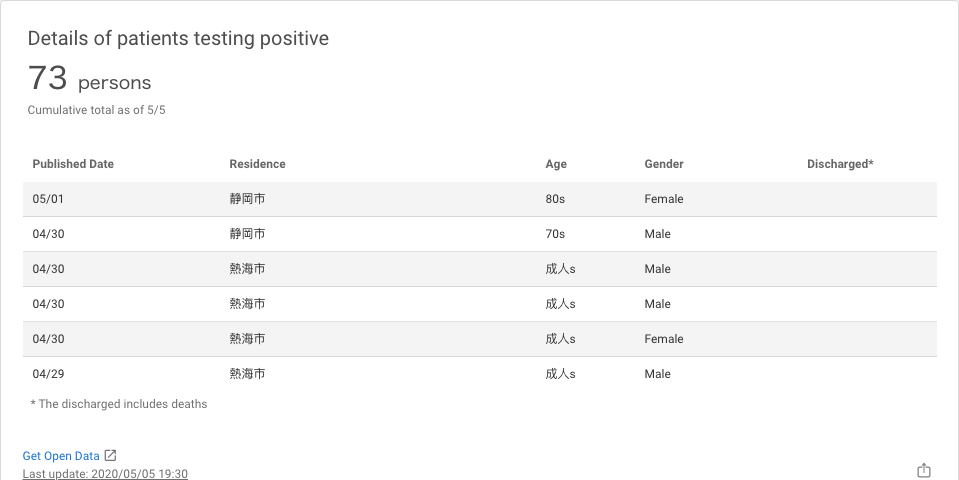 Details of patients testing positive
73 persons
Cumulative total as of 5/5
Published Date Residence Age Gender Discharged*
05/01 静岡市 80s Female
04/30 静岡市 70s Male
04/30 熱海市 成人s Male
04/30 熱海市 成人s Male
04/30 熱海市 成人s Female
04/29 熱海市 成人s Male
* The discharged includes deaths
Get Open Data
Last update: 2020/05/05 19:30